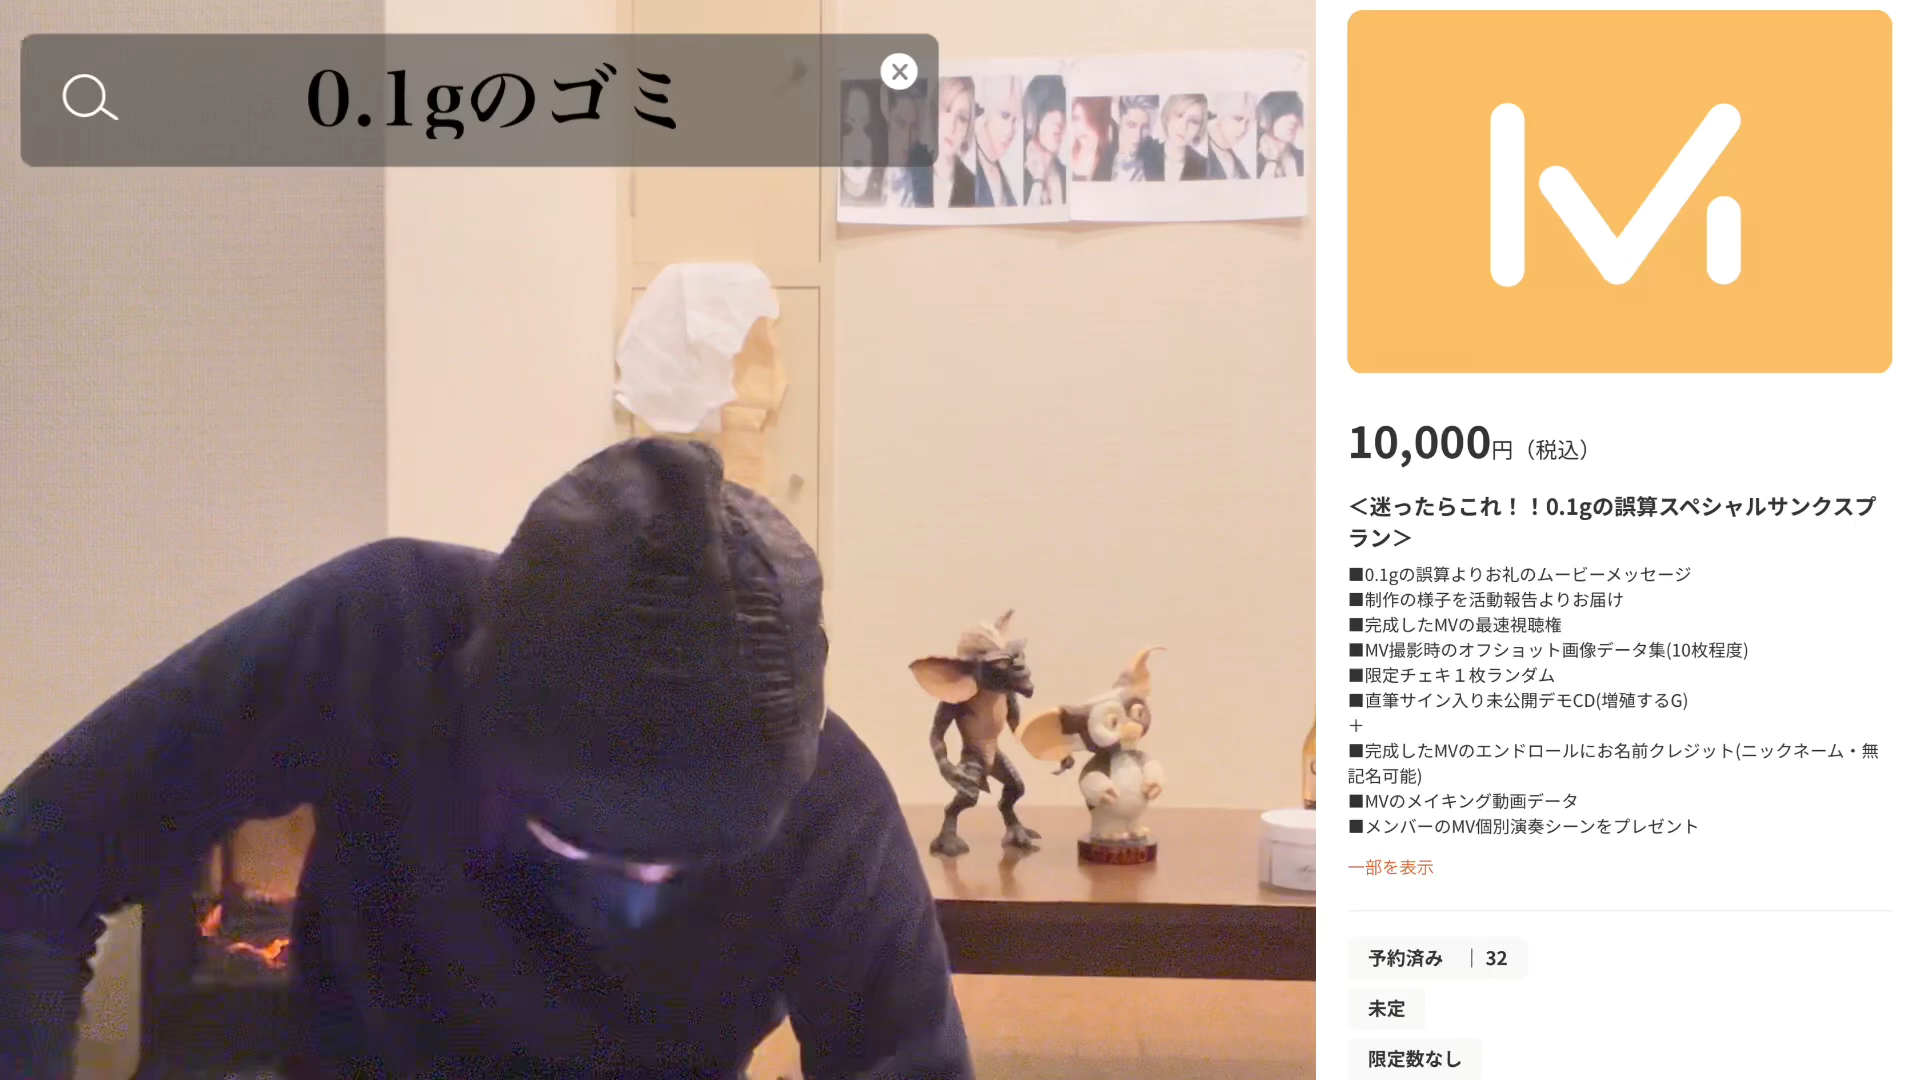 0.1gのゴミ
10,000円（税込）
＜迷ったらこれ！！0.1gの誤算スペシャルサンクスプ
ラン＞
■0.1gの誤算よりお礼のムービーメッセージ
■制作の様子を活動報告よりお届け
■完成したMVの最速視聴権
■MV撮影時のオフショット画像データ集(10枚程度)
■限定チェキ１枚ランダム
■直筆サイン入り未公開デモCD(増殖するG)
＋
■完成したMVのエンドロールにお名前クレジット(ニックネーム・無
記名可能)
■MVのメイキング動画データ
■メンバーのMV個別演奏シーンをプレゼント
一部を表示
予約済み ｜ 32
未定
限定数なし